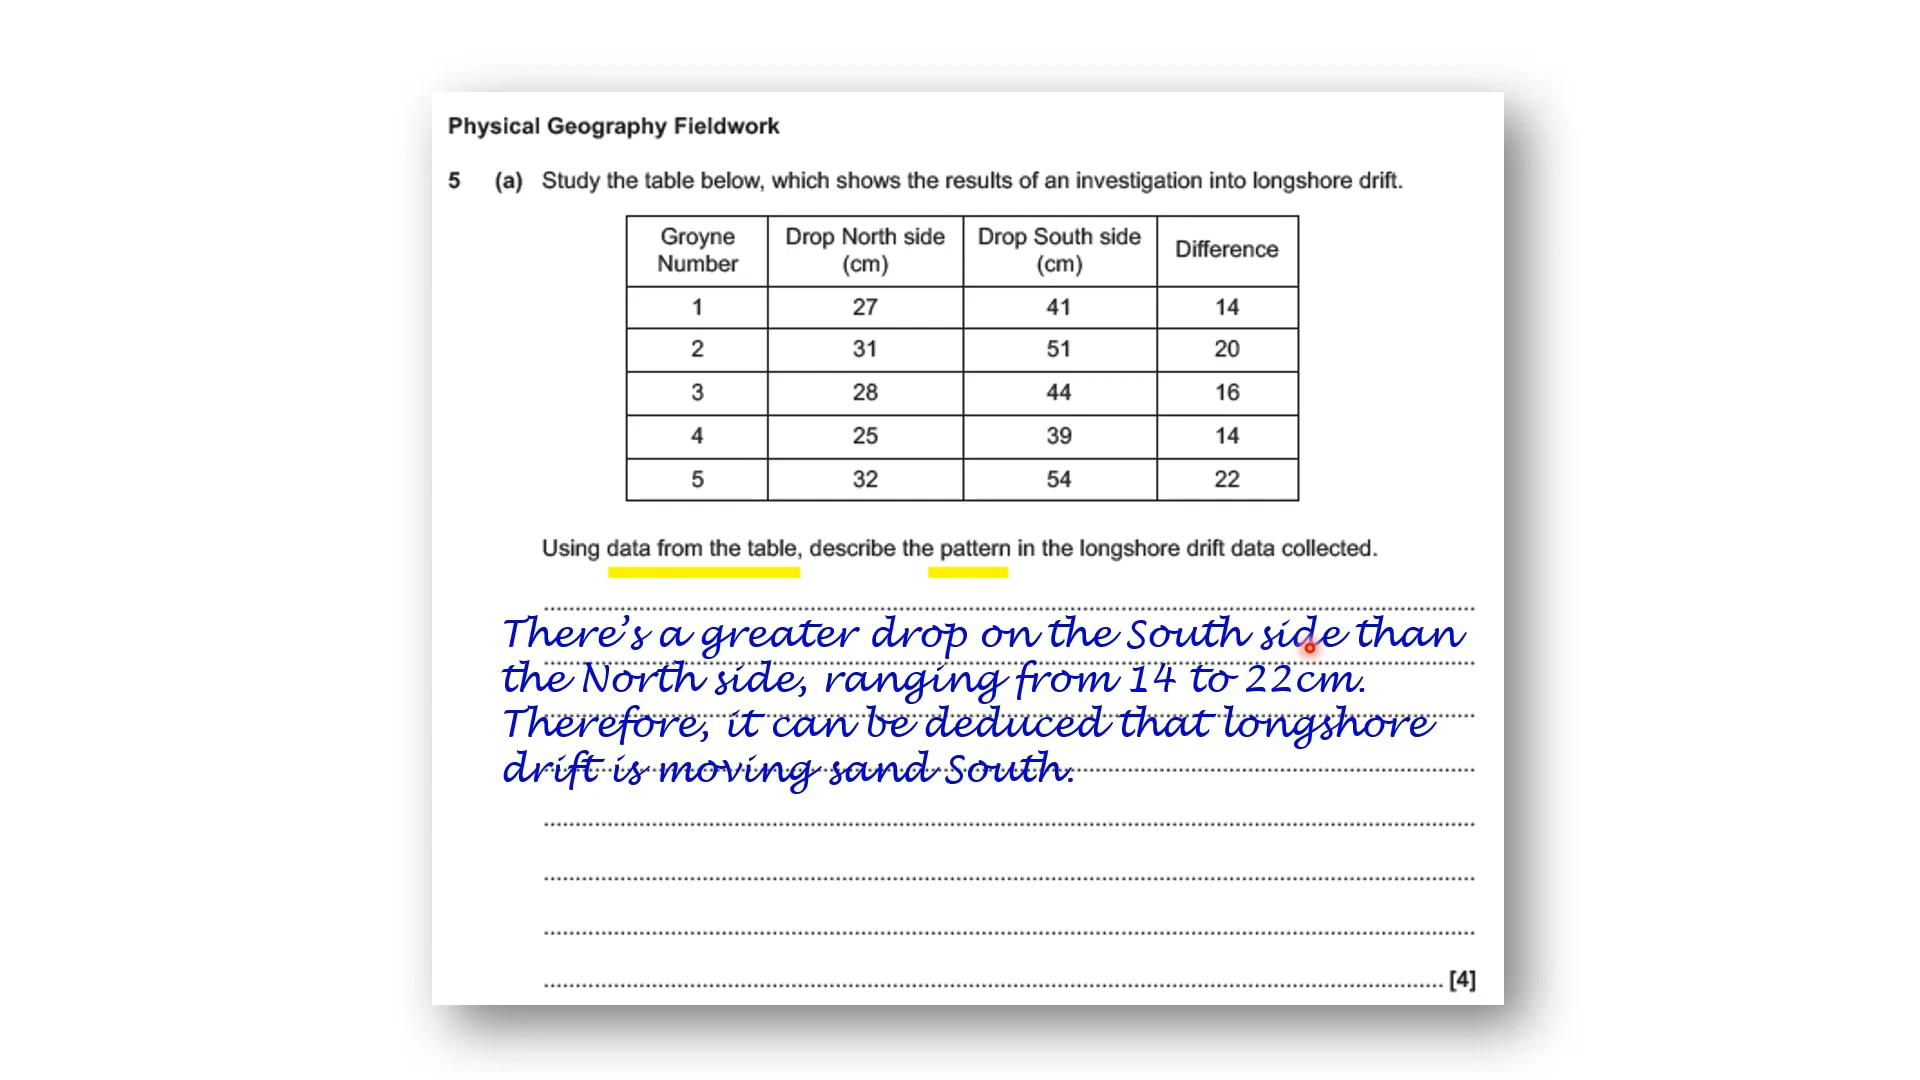 Physical Geography Fieldwork
5 (a) Study the table below, which shows the results of an investigation into longshore drift.
Groyne Number Drop North side (cm) Drop South side (cm) Difference
1 27 41 14
2 31 51 20
3 28 44 16
4 25 39 14
5 32 54 22
Using data from the table, describe the pattern in the longshore drift data collected.
There's a greater drop on the South side than
the North side, ranging from 14 to 22cm.
Therefore, it can be deduced that longshore
drift is moving sand South.
[4]